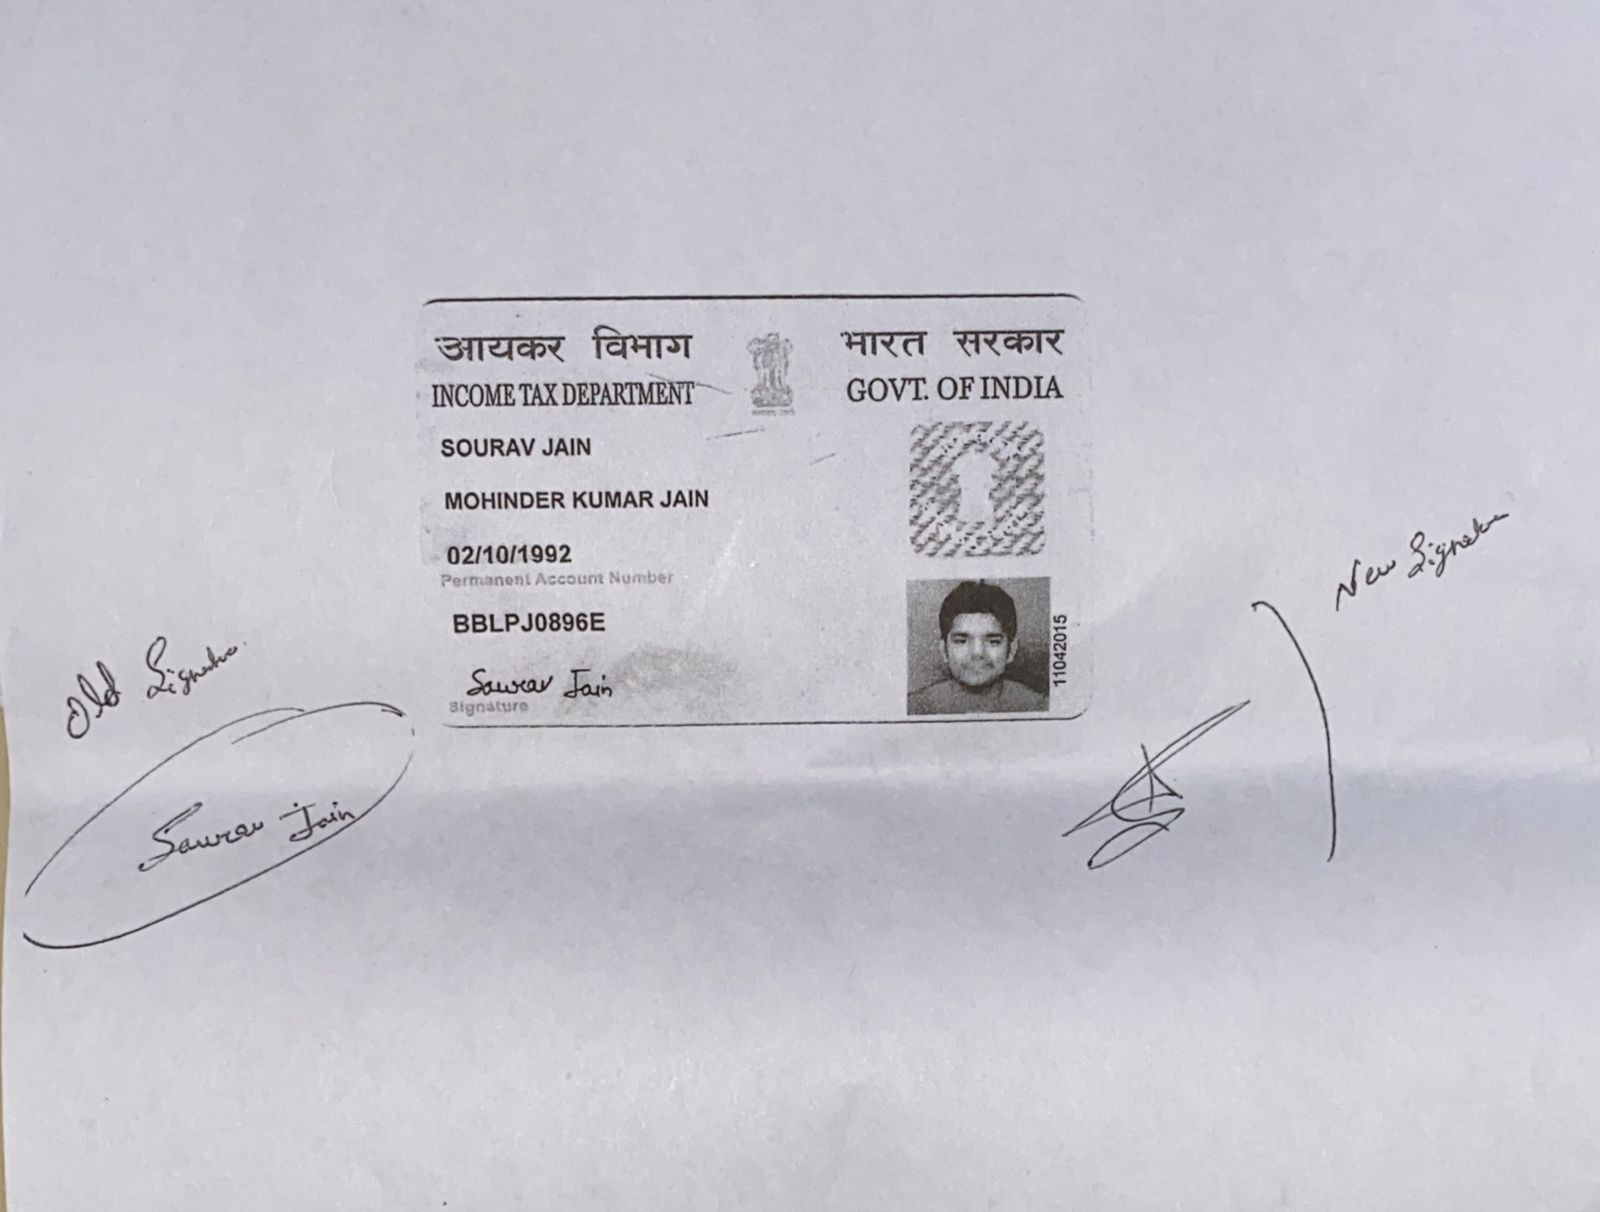 आयकर विभाग
INCOME TAX DEPARTMENT
भारत सरकार
GOVT. OF INDIA
SOURAV JAIN
MOHINDER KUMAR JAIN
02/10/1992
Permanent Account Number
BBLPJ0896E
Sourav Jain
Signature
11042015
Old Signature
Sourav Jain
New Signature